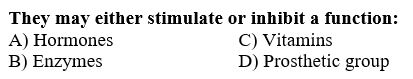 They may either stimulate or inhibit a function:
A) Hormones C) Vitamins
B) Enzymes D) Prosthetic group